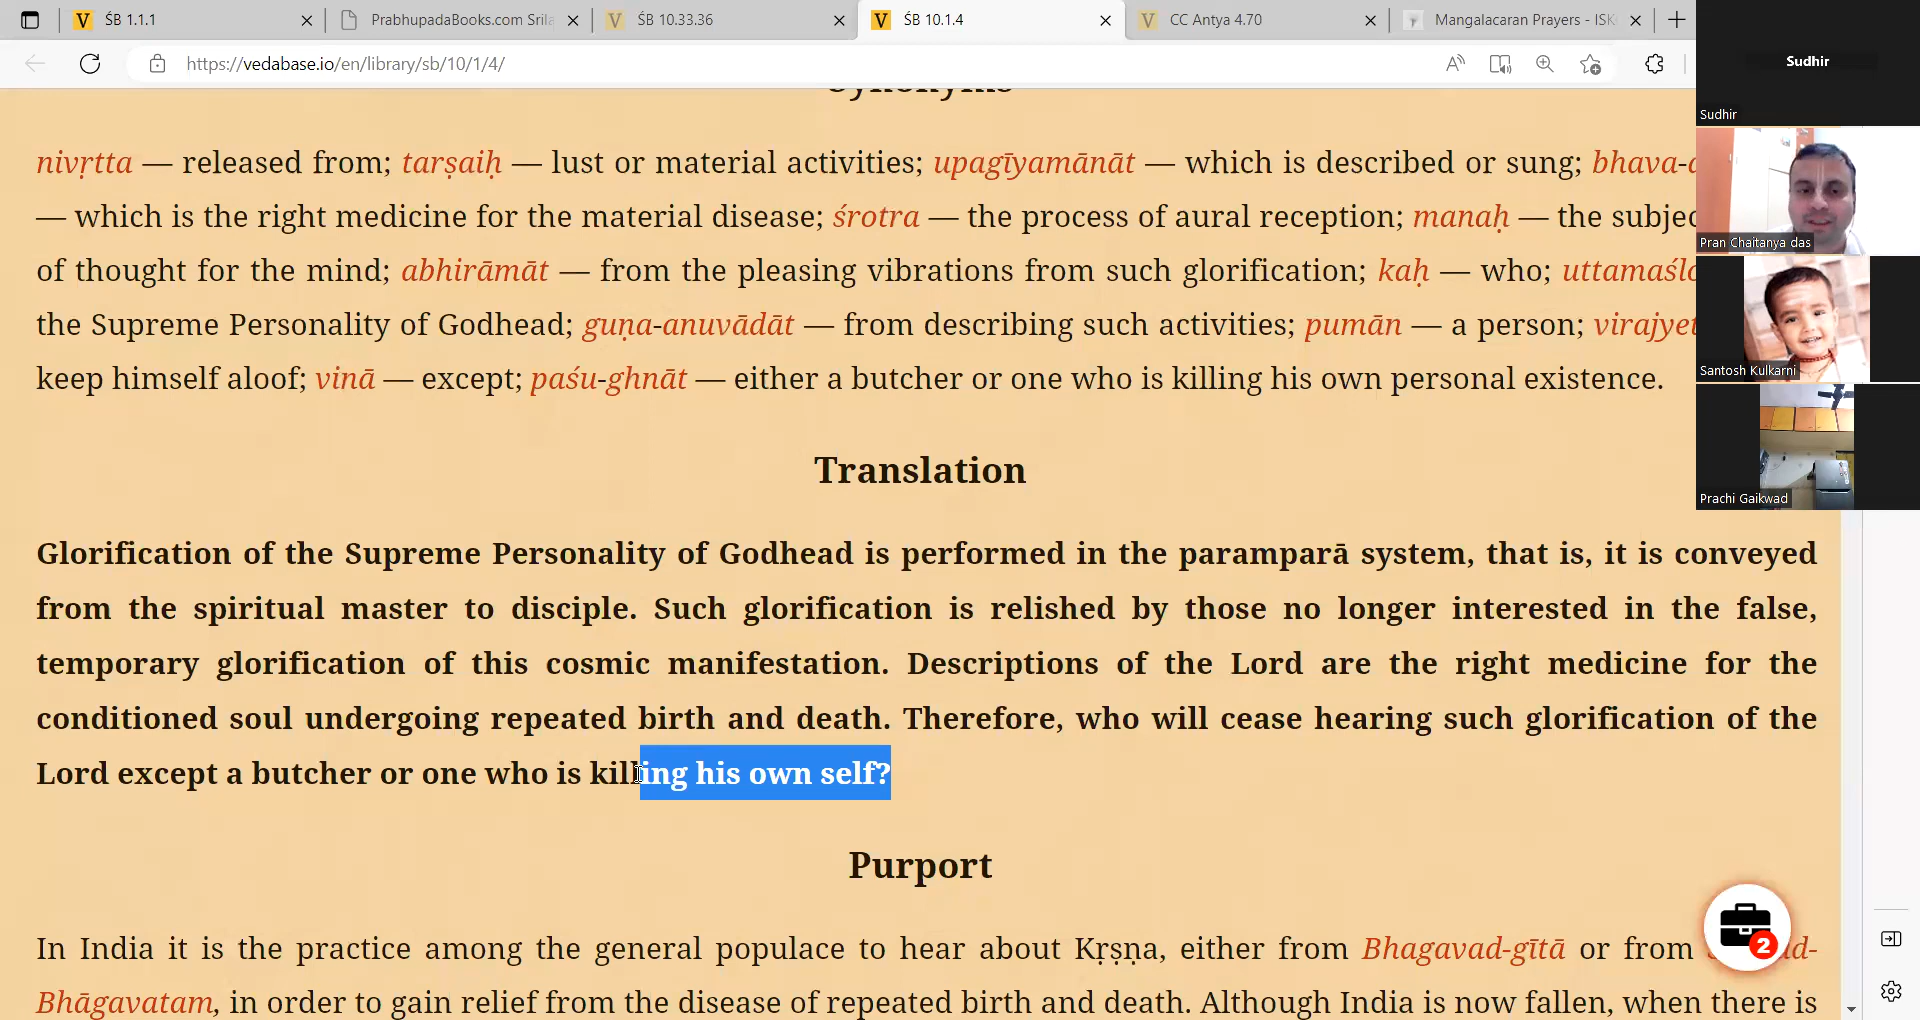 ŚB 1.1.1
PrabhupadaBooks.com Sril
ŚB 10.33.36
ŚB 10.1.4
CC Antya 4.70
Mangalacaran Prayers - ISK
https://vedabase.io/en/library/sb/10/1/4/
Sudhir
Sudhir
Pran Chaitanya das
Santosh Kulkarni
Prachi Gaikwad
Synonyms
nivṛtta — released from; tarṣaiḥ — lust or material activities; upagīyamānāt — which is described or sung; bhava-
— which is the right medicine for the material disease; śrotra — the process of aural reception; manaḥ — the subjec
of thought for the mind; abhirāmāt — from the pleasing vibrations from such glorification; kaḥ — who; uttamaślo
the Supreme Personality of Godhead; guṇa-anuvādāt — from describing such activities; pumān — a person; virajyet
keep himself aloof; vinā — except; paśu-ghnāt — either a butcher or one who is killing his own personal existence.
Translation
Glorification of the Supreme Personality of Godhead is performed in the paramparā system, that is, it is conveyed
from the spiritual master to disciple. Such glorification is relished by those no longer interested in the false,
temporary glorification of this cosmic manifestation. Descriptions of the Lord are the right medicine for the
conditioned soul undergoing repeated birth and death. Therefore, who will cease hearing such glorification of the
Lord except a butcher or one who is killing his own self?
Purport
In India it is the practice among the general populace to hear about Kṛṣṇa, either from Bhagavad-gītā or from d-
Bhāgavatam, in order to gain relief from the disease of repeated birth and death. Although India is now fallen, when there is
2